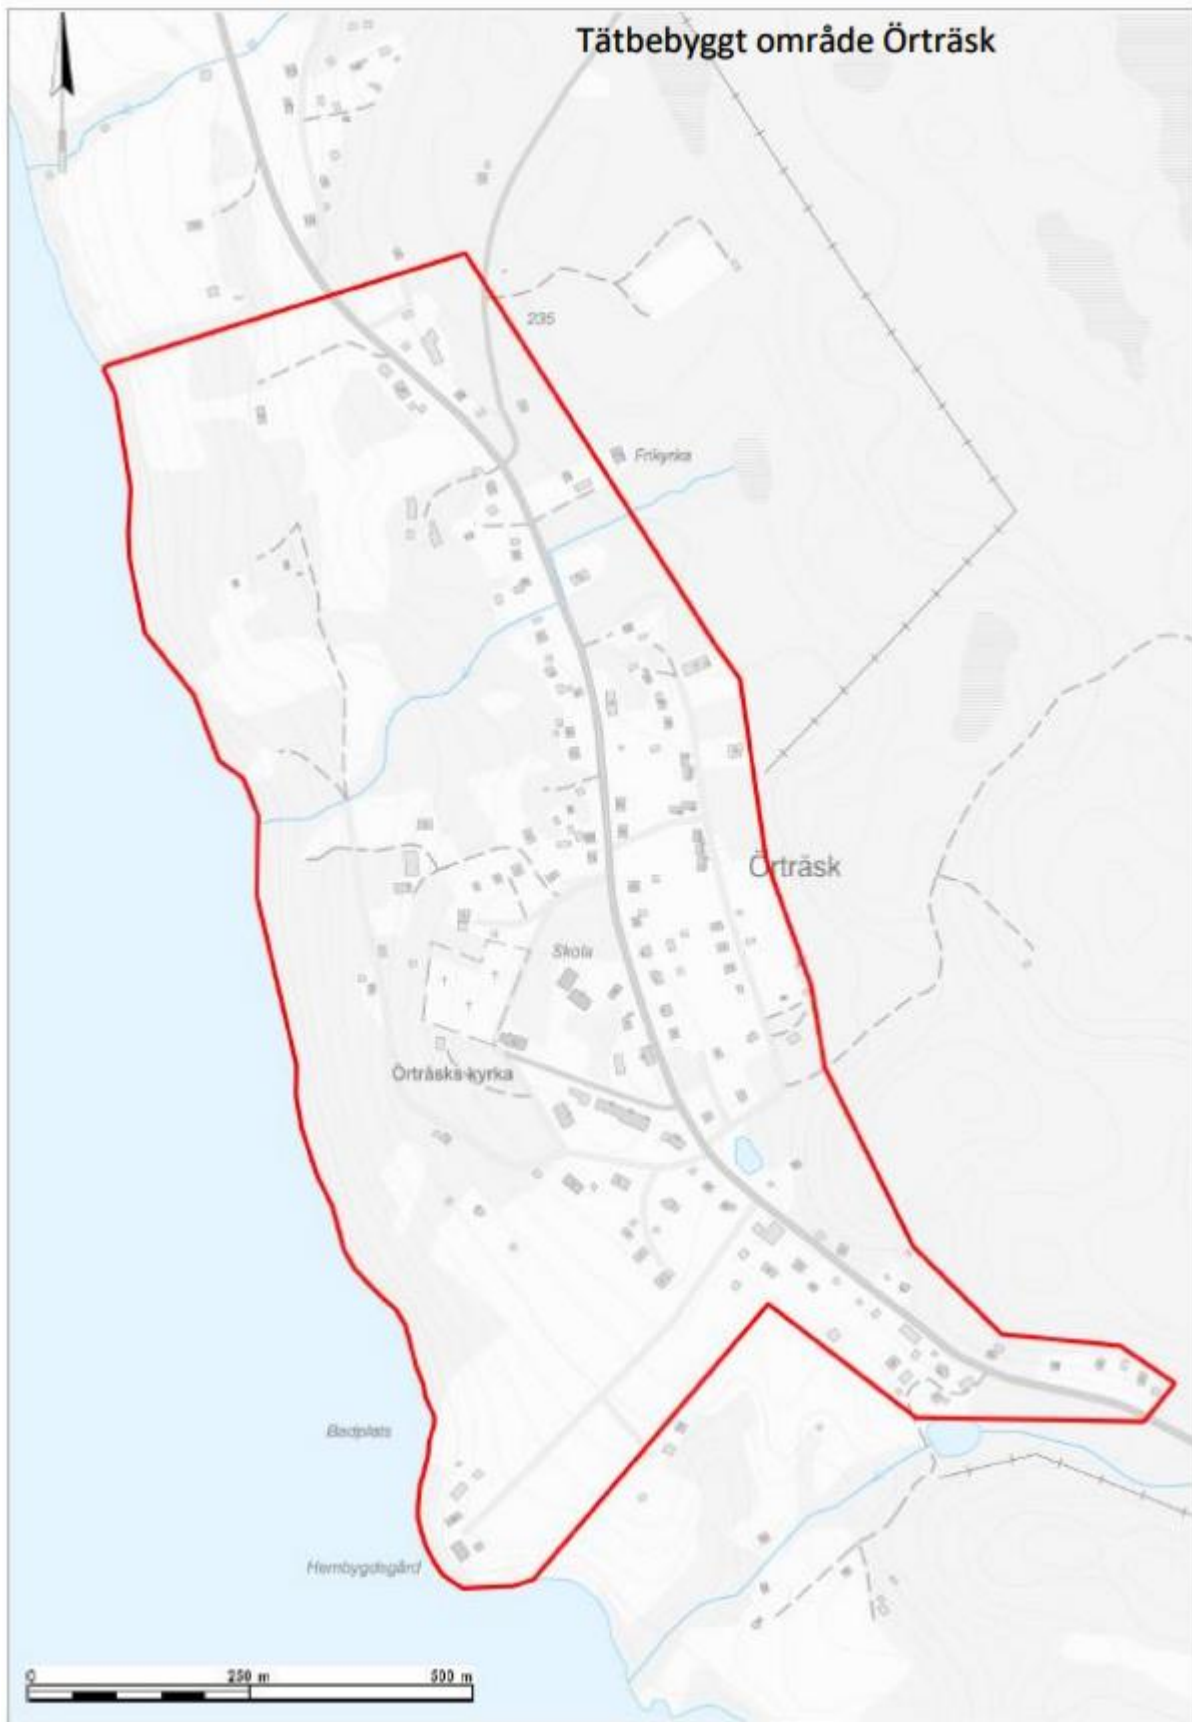 Tätbebyggt område Örträsk
235
Frikyrka
Örträsk
Skola
Örträsks kyrka
Badplats
Hembygdsgård
0 250 m 500 m